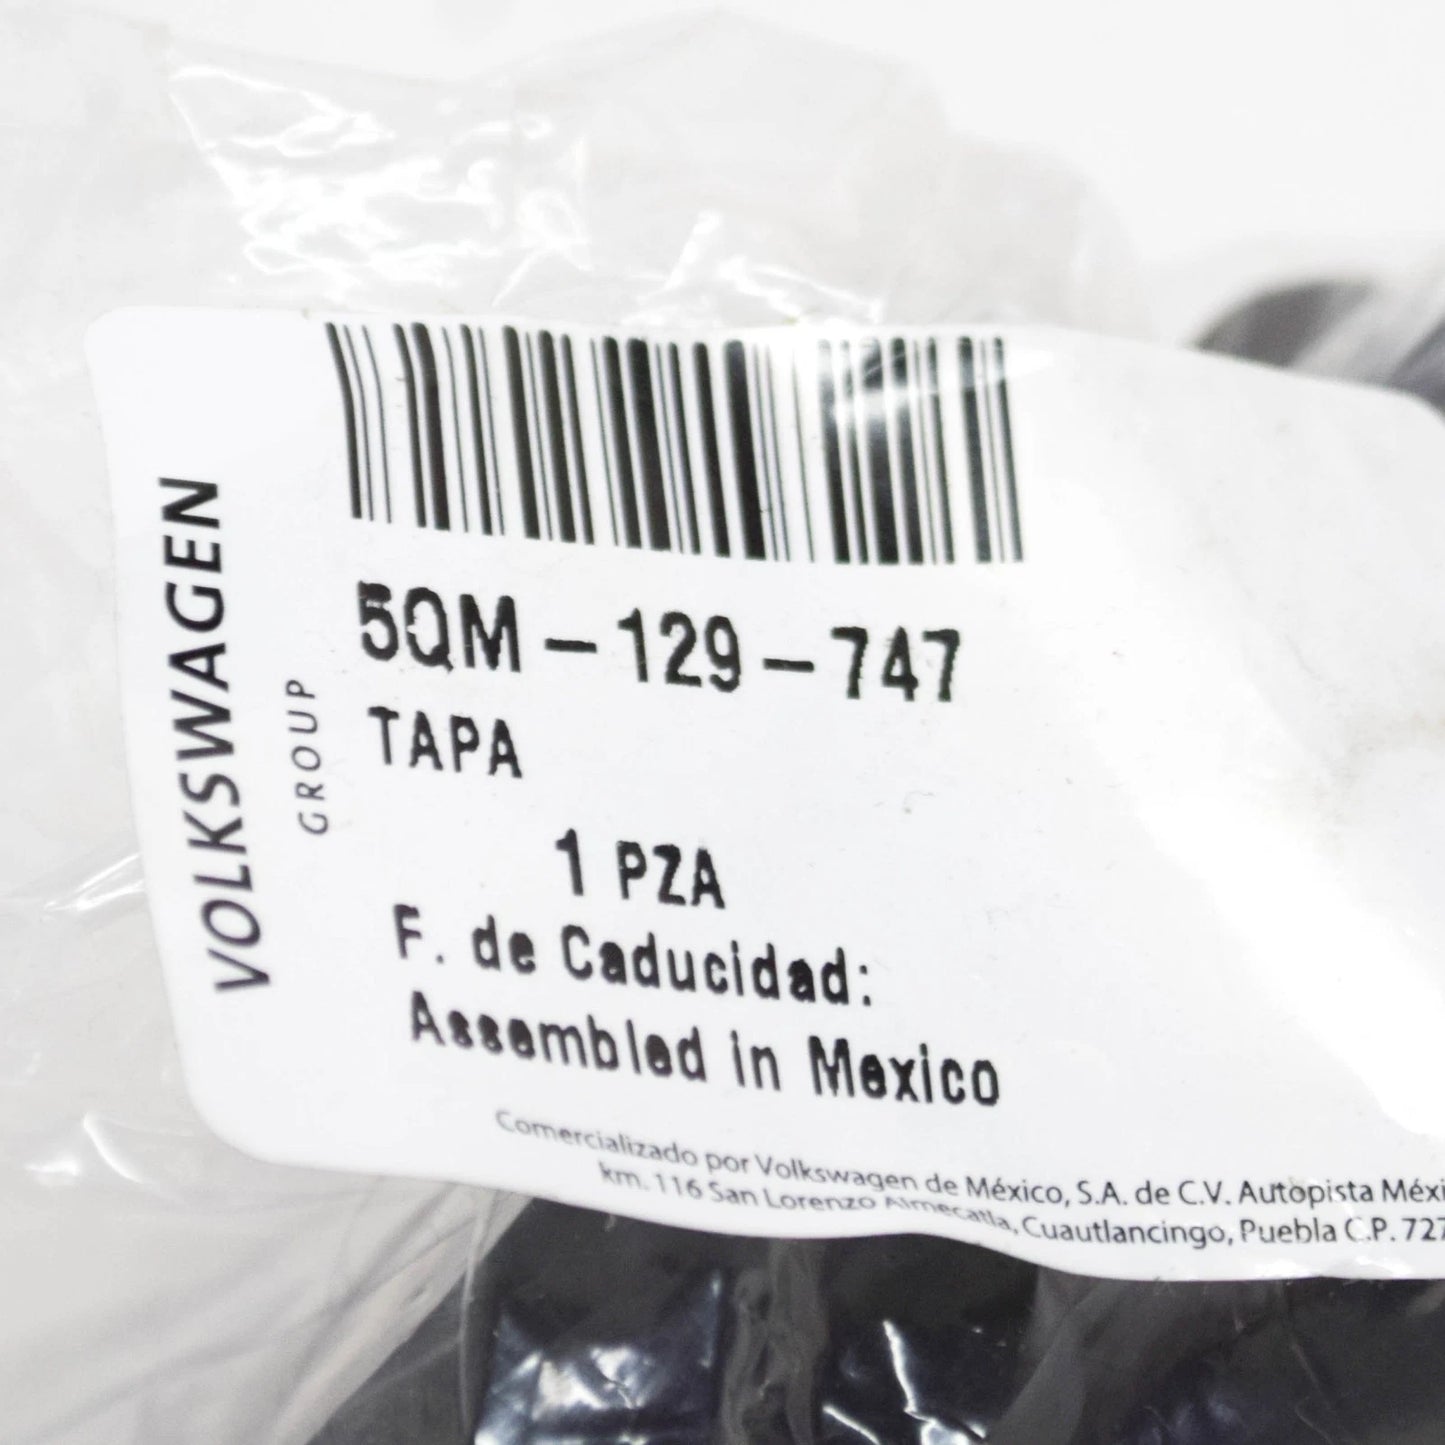 VOLKSWAGEN
GROUP
5QM-129-747
TAPA
1 PZA
F. de Caducidad:
Assembled in Mexico
Comercializado por Volkswagen de México, S.A. de C.V. Autopista Méxi
km. 116 San Lorenzo Almecatla, Cuautlancingo, Puebla C.P. 727